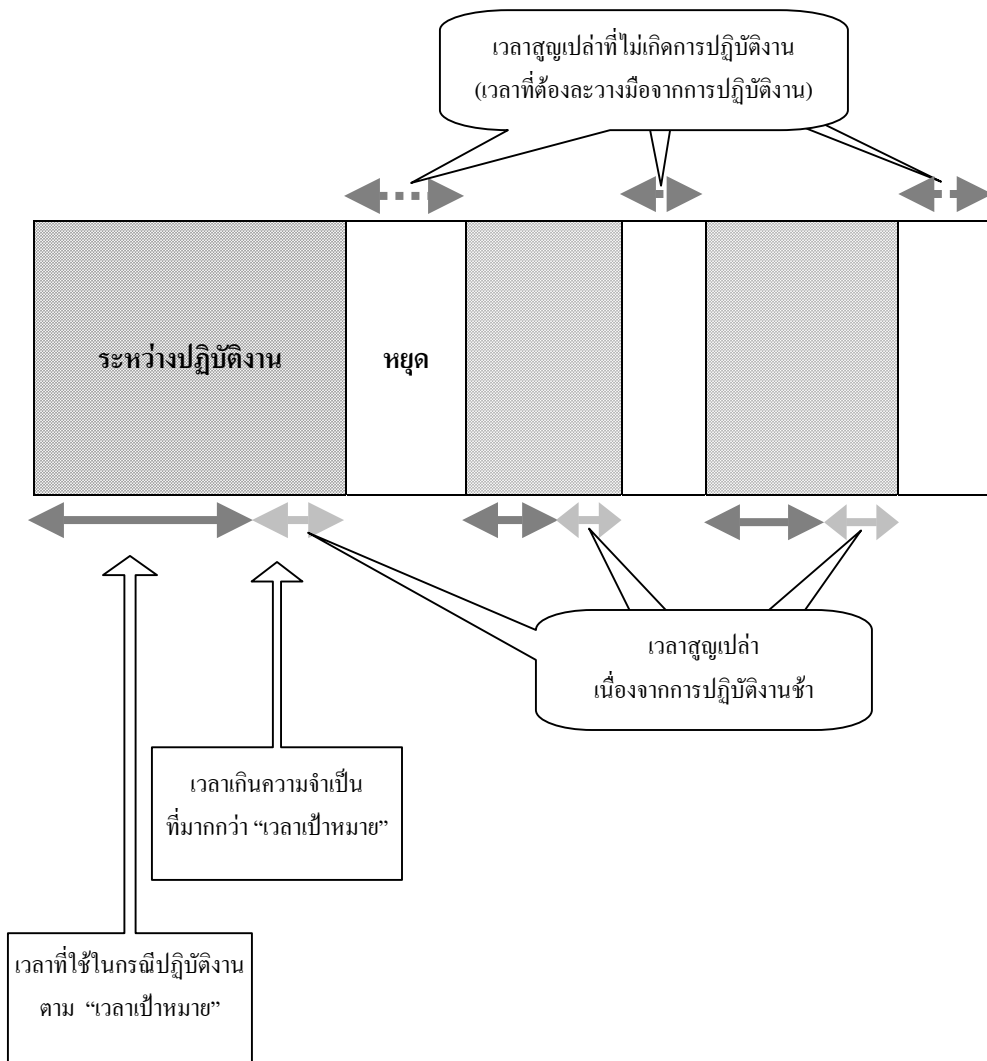 เวลาสูญเปล่าที่ไม่เกิดการปฏิบัติงาน
(เวลาที่ต้องละวางมือจากการปฏิบัติงาน)
ระหว่างปฏิบัติงาน
หยุด
เวลาสูญเปล่า
เนื่องจากการปฏิบัติงานช้า
เวลาเกินความจำเป็น
ที่มากกว่า “เวลาเป้าหมาย”
เวลาที่ใช้ในกรณีปฏิบัติงาน
ตาม “เวลาเป้าหมาย”